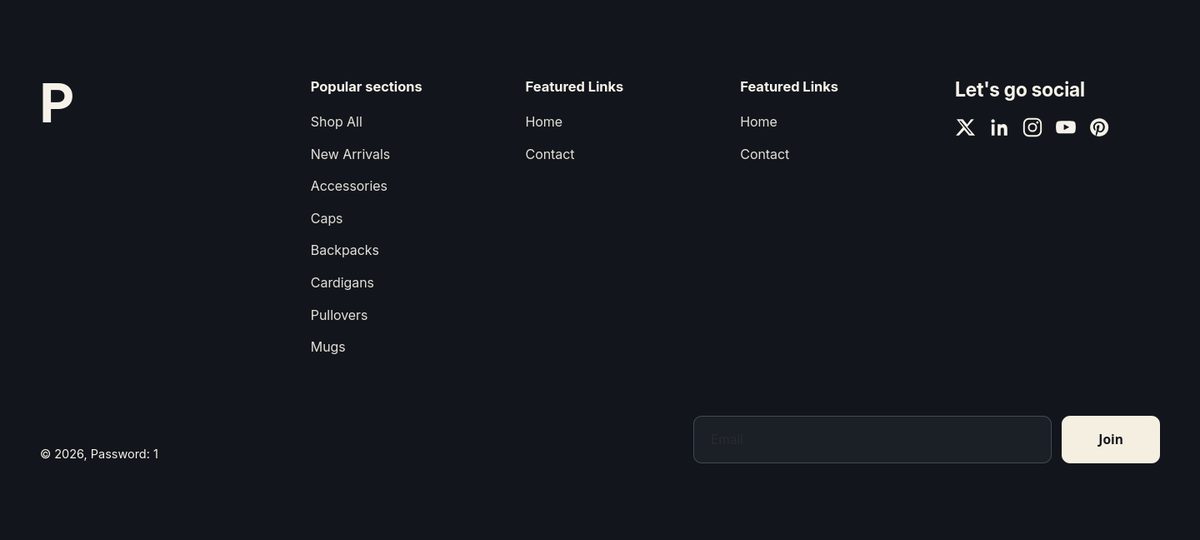 P
Popular sections
Shop All
New Arrivals
Accessories
Caps
Backpacks
Cardigans
Pullovers
Mugs
Featured Links
Home
Contact
Featured Links
Home
Contact
Let's go social
Email
Join
© 2026, Password: 1